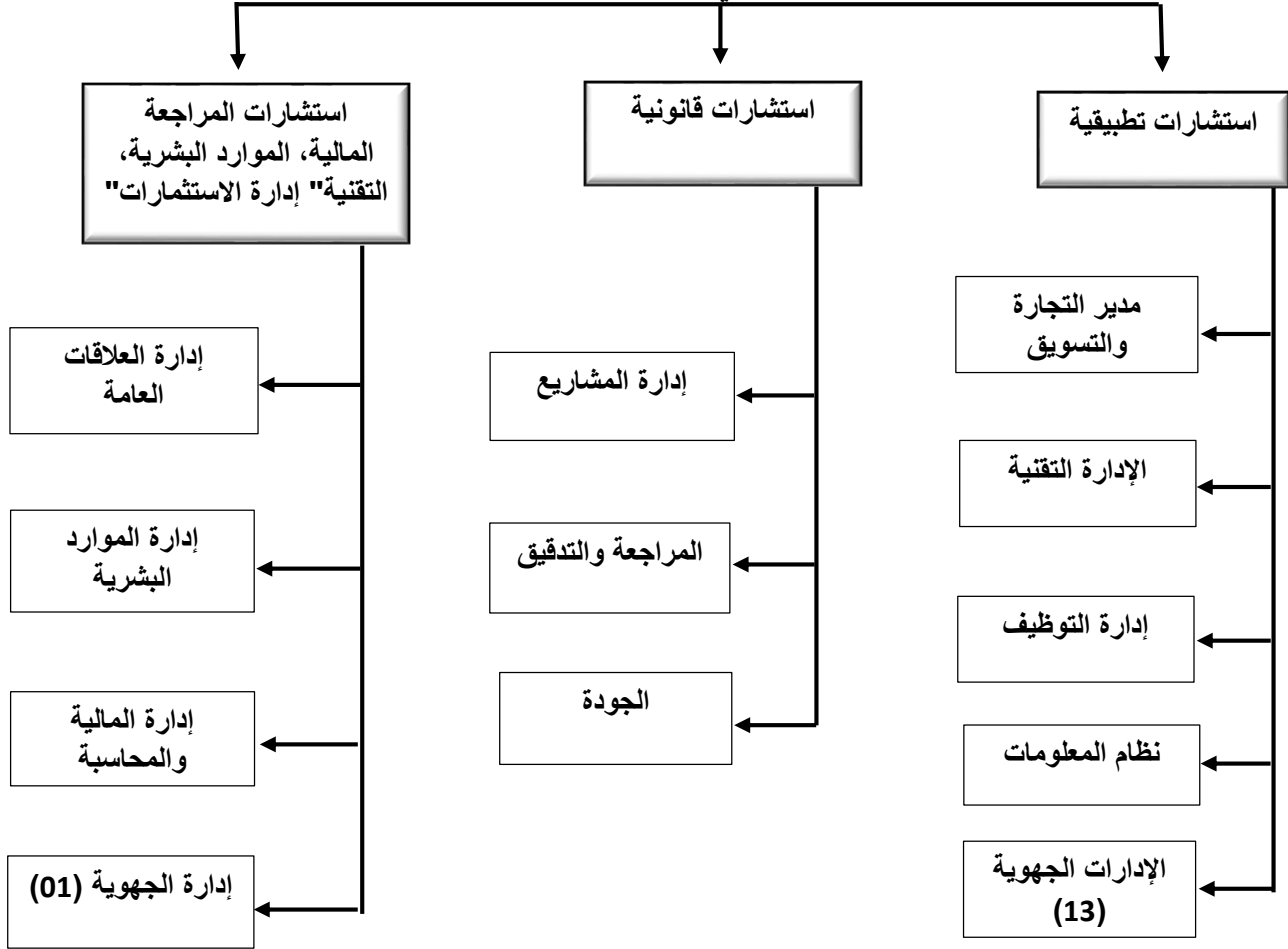 استشارات تطبيقية
مدير التجارة
والتسويق
الإدارة التقنية
إدارة التوظيف
نظام المعلومات
الإدارات الجهوية
(13)
استشارات قانونية
إدارة المشاريع
المراجعة والتدقيق
الجودة
استشارات المراجعة
المالية، الموارد البشرية،
التقنية" إدارة الاستثمارات"
إدارة العلاقات
العامة
إدارة الموارد
البشرية
إدارة المالية
والمحاسبة
إدارة الجهوية (01)